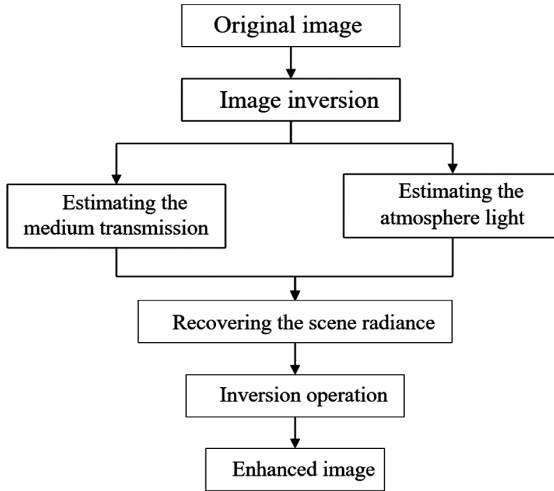 Original image
Image inversion
Estimating the
medium transmission
Estimating the
atmosphere light
Recovering the scene radiance
Inversion operation
Enhanced image